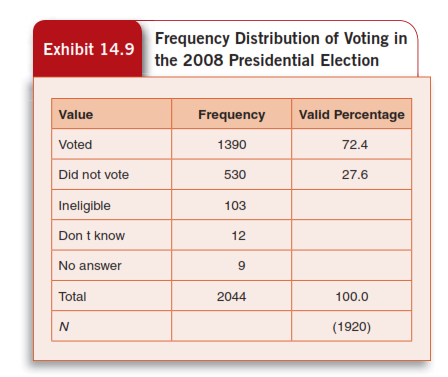 Exhibit 14.9
Frequency Distribution of Voting in
the 2008 Presidential Election
Value Frequency Valid Percentage
Voted 1390 72.4
Did not vote 530 27.6
Ineligible 103
Don t know 12
No answer 9
Total 2044 100.0
N (1920)